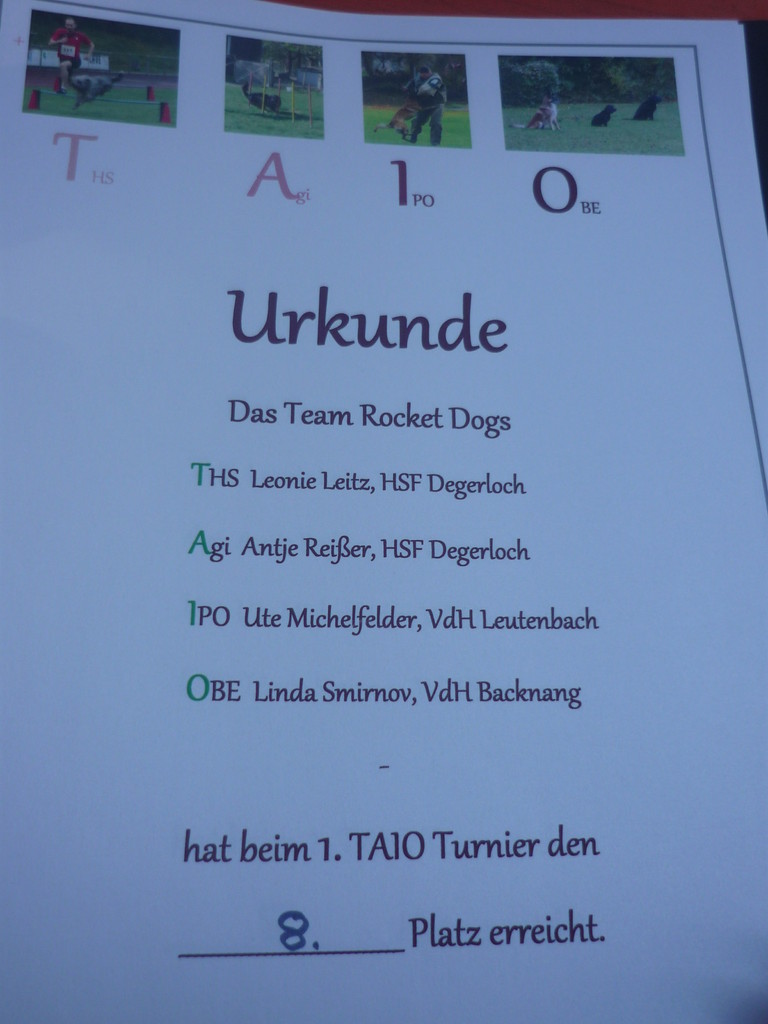 THS Agi IPO OBE
Urkunde
Das Team Rocket Dogs
THS Leonie Leitz, HSF Degerloch
Agi Antje Reißer, HSF Degerloch
IPO Ute Michelfelder, VdH Leutenbach
OBE Linda Smirnov, VdH Backnang
-
hat beim 1. TAIO Turnier den
8. Platz erreicht.